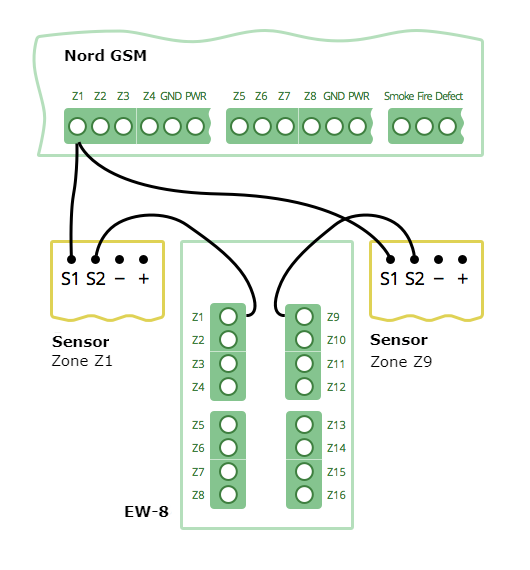 Nord GSM
Z1 Z2 Z3 Z4 GND PWR Z5 Z6 Z7 Z8 GND PWR Smoke Fire Defect
S1 S2 – +
S1 S2 – +
Sensor
Zone Z1
Sensor
Zone Z9
Z1 Z9
Z2 Z10
Z3 Z11
Z4 Z12
Z5 Z13
Z6 Z14
Z7 Z15
Z8 Z16
EW-8